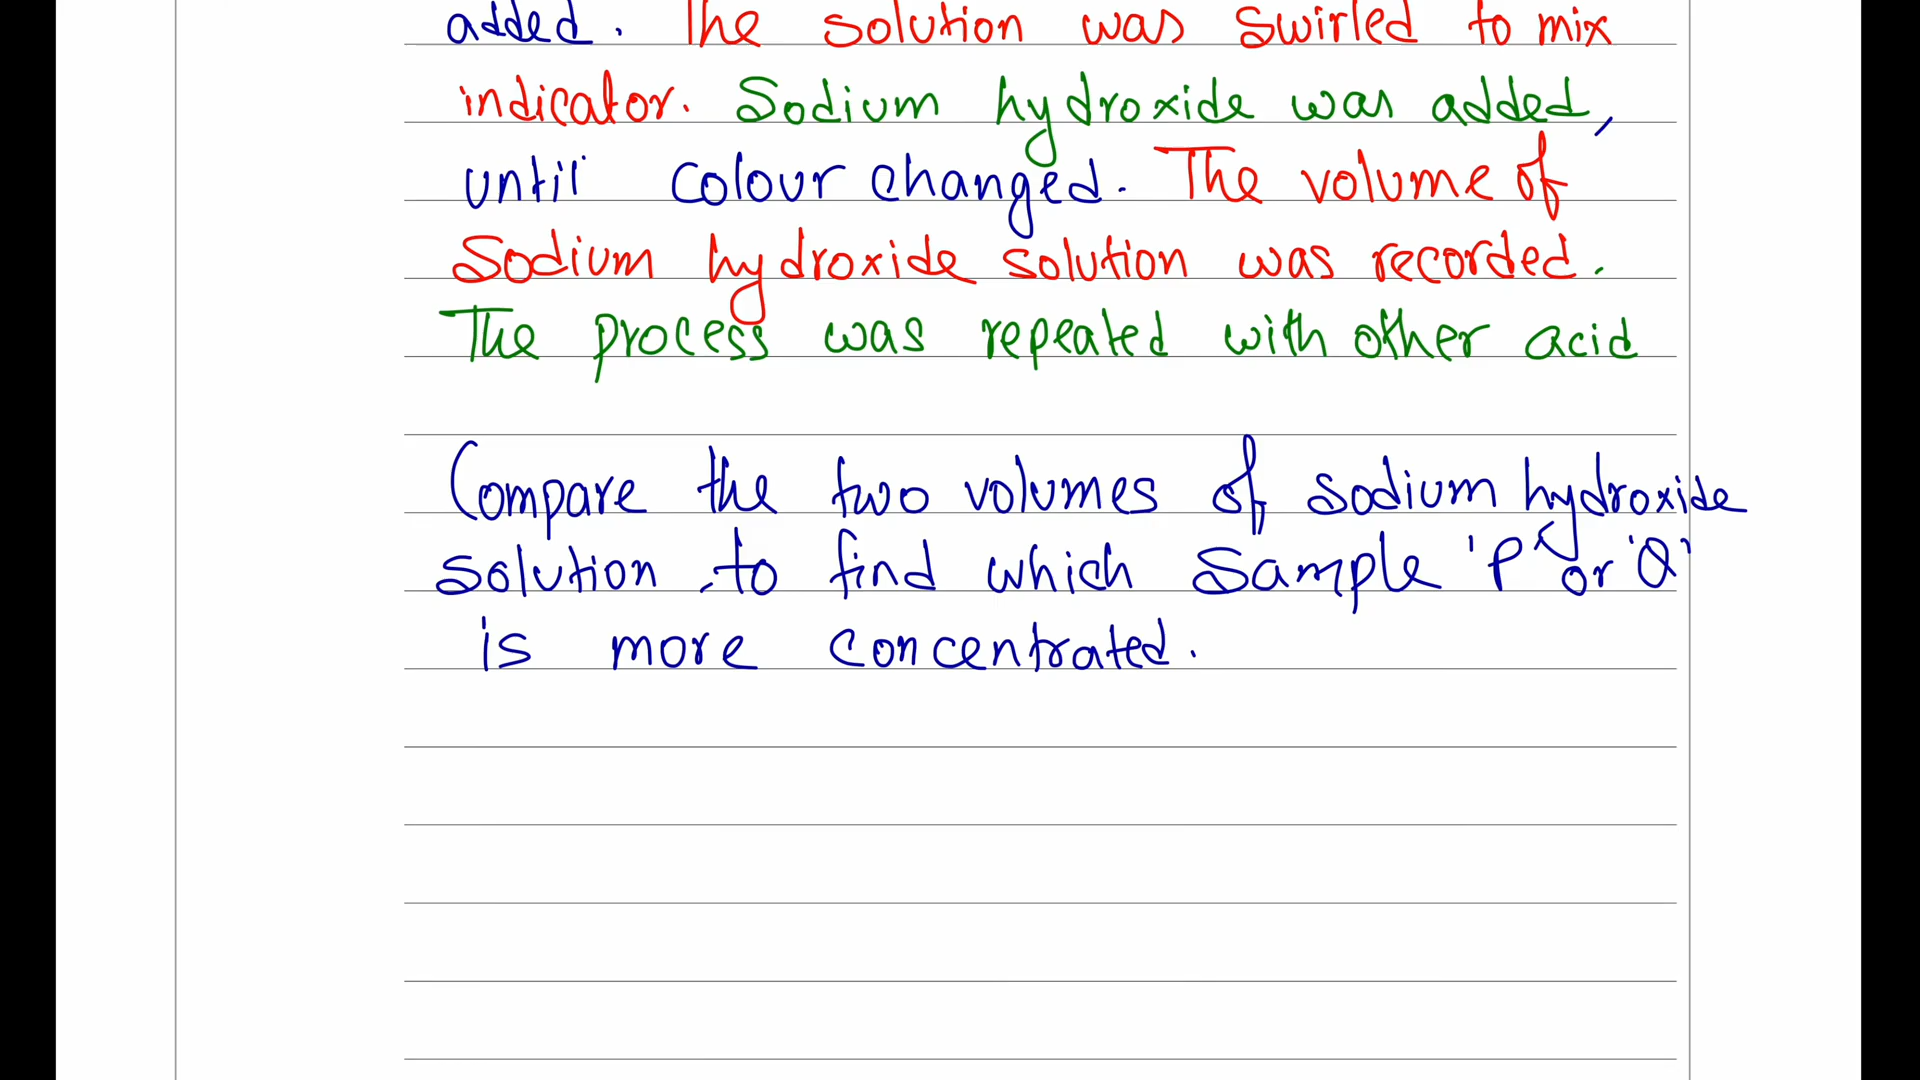 added. The solution was swirled to mix
indicator. Sodium hydroxide was added,
until colour changed. The volume of
Sodium hydroxide solution was recorded.
The process was repeated with other acid
Compare the two volumes of sodium hydroxide
solution to find which Sample 'P' or 'Q'
is more concentrated.